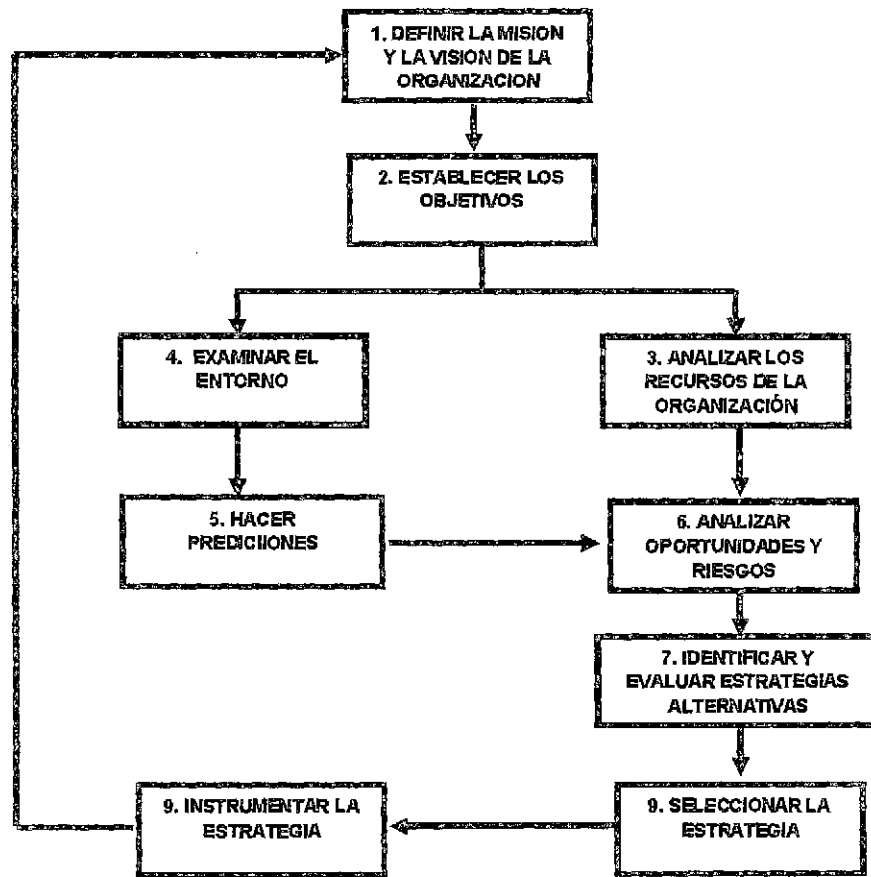 1. DEFINIR LA MISION
Y LA VISION DE LA
ORGANIZACION
2. ESTABLECER LOS
OBJETIVOS
4. EXAMINAR EL
ENTORNO
3. ANALIZAR LOS
RECURSOS DE LA
ORGANIZACIÓN
5. HACER
PREDICIIONES
6. ANALIZAR
OPORTUNIDADES Y
RIESGOS
7. IDENTIFICAR Y
EVALUAR ESTRATEGIAS
ALTERNATIVAS
9. INSTRUMENTAR LA
ESTRATEGIA
9. SELECCIONAR LA
ESTRATEGIA